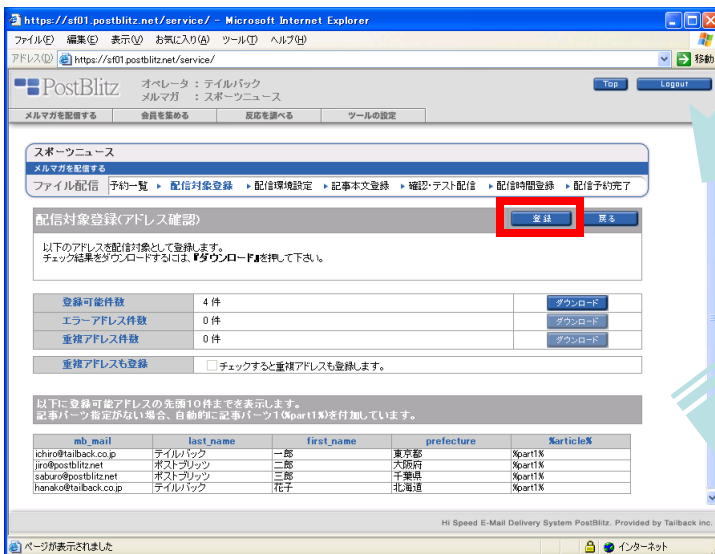 https://sf01.postblitz.net/service/ - Microsoft Internet Explorer
ファイル(F) 編集(E) 表示(V) お気に入り(A) ツール(T) ヘルプ(H)
アドレス(D) https://sf01.postblitz.net/service/ 移動
PostBlitz オペレータ : テイルバック Top Logout
メルマガ : スポーツニュース
メルマガを配信する 会員を集める 反応を調べる ツールの設定
スポーツニュース
メルマガを配信する
ファイル配信 予約一覧 ▶ 配信対象登録 ▶配信環境設定 ▶記事本文登録 ▶確認・テスト配信 ▶配信時間登録 ▶配信予約完了
配信対象登録(アドレス確認) 登録 戻る
以下のアドレスを配信対象として登録します。
チェック結果をダウンロードするには、『ダウンロード』を押して下さい。
登録可能件数 4 件 ダウンロード
エラーアドレス件数 0 件 ダウンロード
重複アドレス件数 0 件 ダウンロード
重複アドレスも登録 チェックすると重複アドレスも登録します。
以下に登録可能アドレスの先頭10件までを表示します。
記事パーツ指定がない場合、自動的に記事パーツ1(%part1%)を付加しています。
mb_mail last_name first_name prefecture %article%
ichiro@tailback.co.jp テイルバック 一郎 東京都 %part1%
jiro@postblitz.net ポストブリッツ 二郎 大阪府 %part1%
saburo@postblitz.net ポストブリッツ 三郎 千葉県 %part1%
hanako@tailback.co.jp テイルバック 花子 北海道 %part1%
Hi Speed E-Mail Delivery System PostBlitz. Provided by Tailback inc.
ページが表示されました インターネット